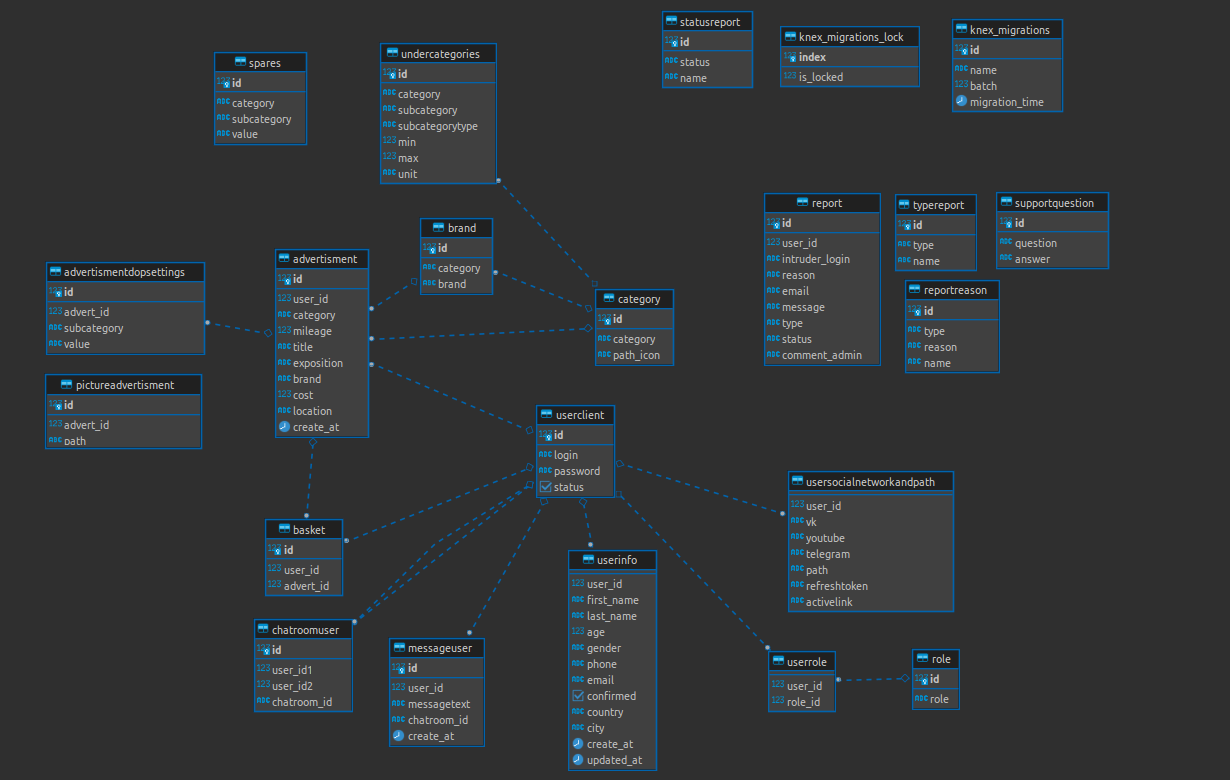 spares
id
category
subcategory
value
undercategories
id
category
subcategory
subcategorytype
min
max
unit
statusreport
id
status
name
knex_migrations_lock
index
is_locked
knex_migrations
id
name
batch
migration_time
brand
id
category
brand
report
id
user_id
intruder_login
reason
email
message
type
status
comment_admin
typereport
id
type
name
supportquestion
id
question
answer
advertismentdopsettings
id
advert_id
subcategory
value
advertisment
id
user_id
category
mileage
title
exposition
brand
cost
location
create_at
category
id
category
path_icon
reportreason
id
type
reason
name
pictureadvertisment
id
advert_id
path
userclient
id
login
password
status
usersocialnetworkandpath
user_id
vk
youtube
telegram
path
refreshtoken
activelink
basket
id
user_id
advert_id
userinfo
user_id
first_name
last_name
age
gender
phone
email
confirmed
country
city
create_at
updated_at
chatroomuser
id
user_id1
user_id2
chatroom_id
messageuser
id
user_id
messagetext
chatroom_id
create_at
userrole
user_id
role_id
role
id
role